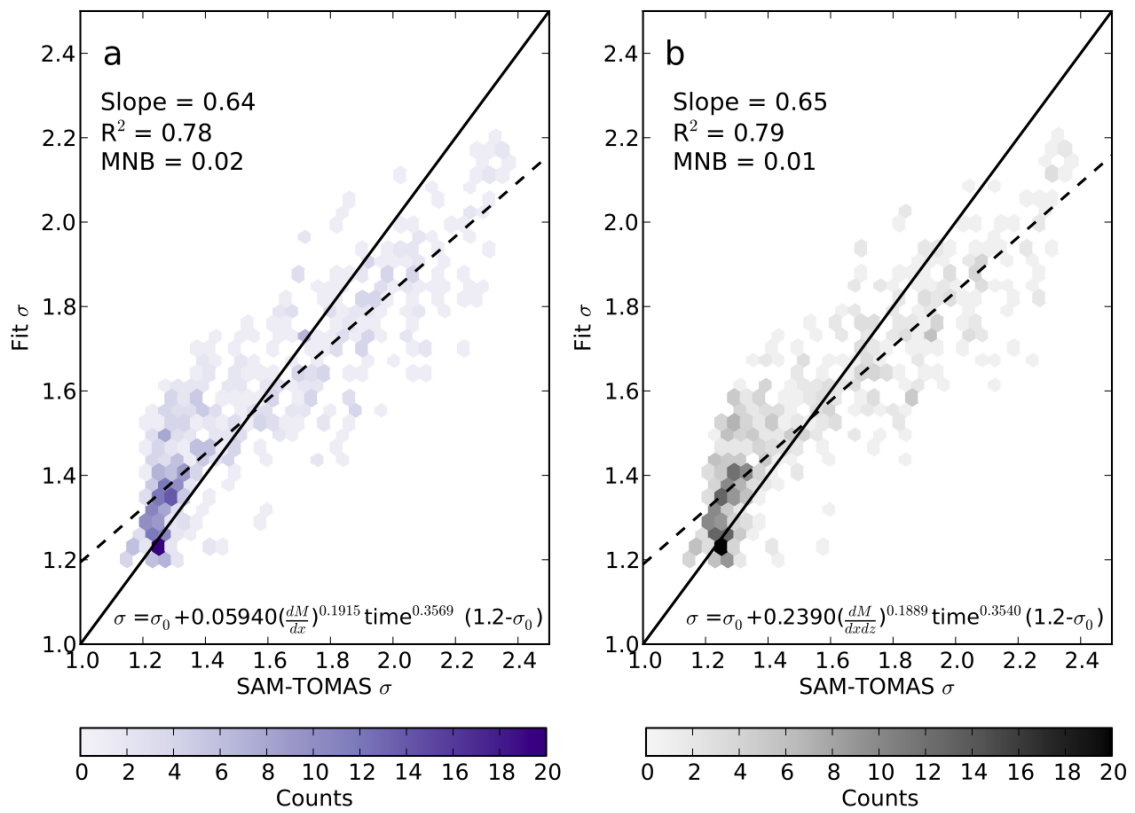 a
Slope = 0.64
R² = 0.78
MNB = 0.02
2.4
2.2
2.0
1.8
1.6
1.4
1.2
1.0
Fit σ
σ =σ₀+0.05940(dM/dx)^0.1915 time^0.3569 (1.2-σ₀)
1.0 1.2 1.4 1.6 1.8 2.0 2.2 2.4
SAM-TOMAS σ
0 2 4 6 8 10 12 14 16 18 20
Counts
b
Slope = 0.65
R² = 0.79
MNB = 0.01
2.4
2.2
2.0
1.8
1.6
1.4
1.2
1.0
Fit σ
σ =σ₀+0.2390(dM/dxdz)^0.1889 time^0.3540 (1.2-σ₀)
1.0 1.2 1.4 1.6 1.8 2.0 2.2 2.4
SAM-TOMAS σ
0 2 4 6 8 10 12 14 16 18 20
Counts